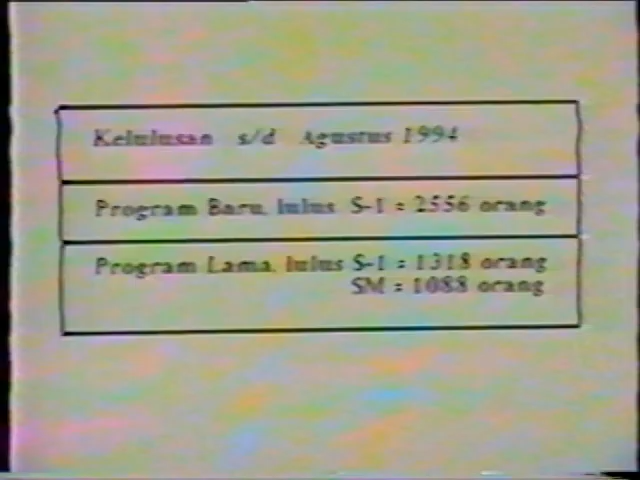 Kelulusan s/d Agustus 1994
Program Baru, lulus S-1 = 2556 orang
Program Lama, lulus S-1 = 1318 orang
SM = 1088 orang